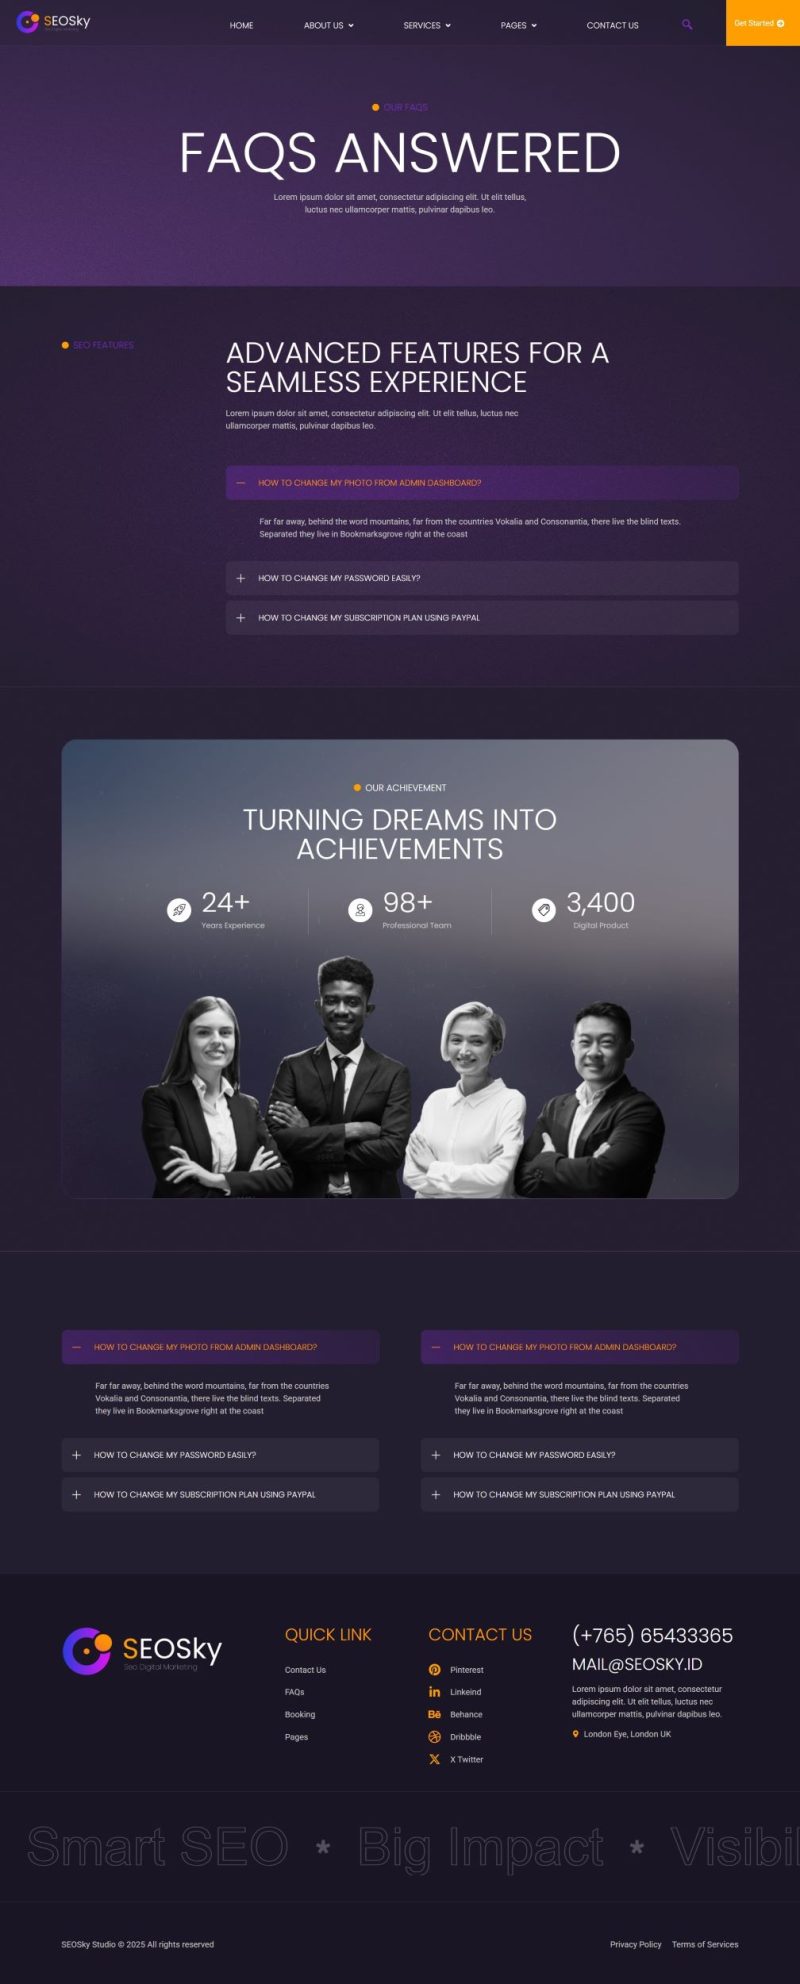 SEOSky
HOME
ABOUT US
SERVICES
PAGES
CONTACT US
Get Started
OUR FAQS
FAQS ANSWERED
Lorem ipsum dolor sit amet, consectetur adipiscing elit. Ut elit tellus,
luctus nec ullamcorper mattis, pulvinar dapibus leo.
SEO FEATURES
ADVANCED FEATURES FOR A
SEAMLESS EXPERIENCE
Lorem ipsum dolor sit amet, consectetur adipiscing elit. Ut elit tellus, luctus nec
ullamcorper mattis, pulvinar dapibus leo.
HOW TO CHANGE MY PHOTO FROM ADMIN DASHBOARD?
Far far away, behind the word mountains, far from the countries Vokalia and Consonantia, there live the blind texts.
Separated they live in Bookmarksgrove right at the coast
HOW TO CHANGE MY PASSWORD EASILY?
HOW TO CHANGE MY SUBSCRIPTION PLAN USING PAYPAL
OUR ACHIEVEMENT
TURNING DREAMS INTO
ACHIEVEMENTS
24+
Years Experience
98+
Professional Team
3,400
Digital Product
HOW TO CHANGE MY PHOTO FROM ADMIN DASHBOARD?
Far far away, behind the word mountains, far from the countries
Vokalia and Consonantia, there live the blind texts. Separated
they live in Bookmarksgrove right at the coast
HOW TO CHANGE MY PASSWORD EASILY?
HOW TO CHANGE MY SUBSCRIPTION PLAN USING PAYPAL
HOW TO CHANGE MY PHOTO FROM ADMIN DASHBOARD?
Far far away, behind the word mountains, far from the countries
Vokalia and Consonantia, there live the blind texts. Separated
they live in Bookmarksgrove right at the coast
HOW TO CHANGE MY PASSWORD EASILY?
HOW TO CHANGE MY SUBSCRIPTION PLAN USING PAYPAL
SEOSky
Seo Digital Marketing
QUICK LINK
Contact Us
FAQs
Booking
Pages
CONTACT US
Pinterest
Linkeind
Behance
Dribbble
X Twitter
(+765) 65433365
MAIL@SEOSKY.ID
Lorem ipsum dolor sit amet, consectetur
adipiscing elit. Ut elit tellus, luctus nec
ullamcorper mattis, pulvinar dapibus leo.
London Eye, London UK
Smart SEO * Big Impact * Visibil
SEOSky Studio © 2025 All rights reserved
Privacy Policy
Terms of Services